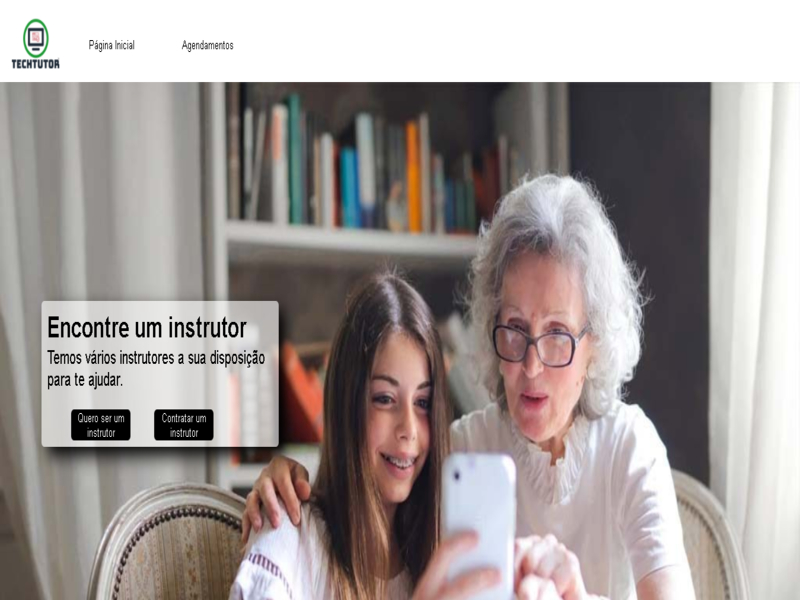 TECHTUTOR
Página Inicial
Agendamentos
Encontre um instrutor
Temos vários instrutores a sua disposição
para te ajudar.
Quero ser um
instrutor
Contratar um
instrutor